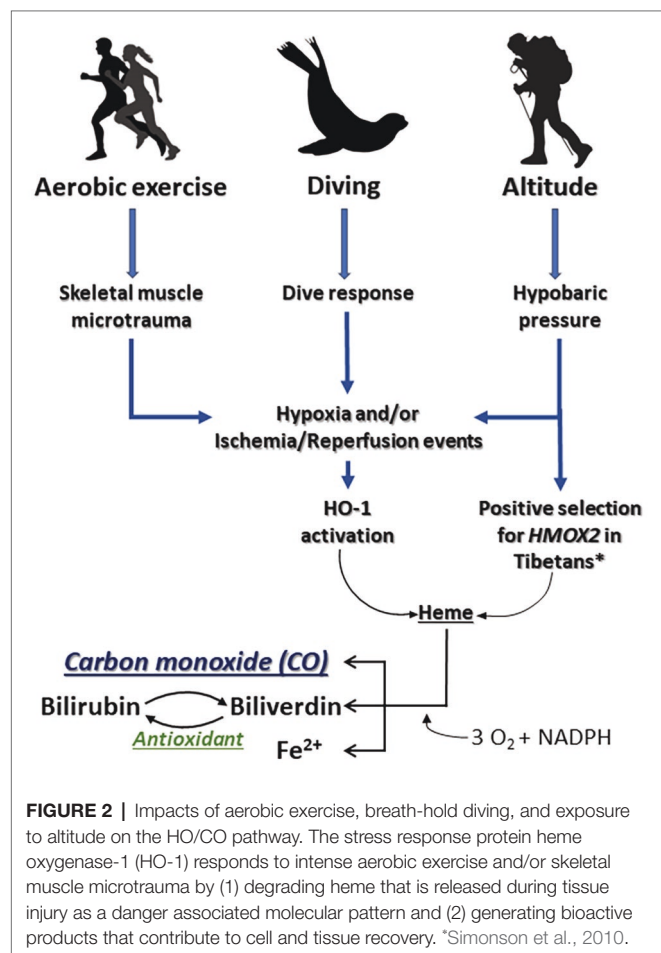 Aerobic exercise Diving Altitude
Skeletal muscle
microtrauma
Dive response
Hypobaric
pressure
Hypoxia and/or
Ischemia/Reperfusion events
HO-1
activation
Positive selection
for HMOX2 in
Tibetans*
Heme
Carbon monoxide (CO)
Bilirubin Biliverdin
Antioxidant
Fe²⁺
3 O₂ + NADPH
FIGURE 2 | Impacts of aerobic exercise, breath-hold diving, and exposure
to altitude on the HO/CO pathway. The stress response protein heme
oxygenase-1 (HO-1) responds to intense aerobic exercise and/or skeletal
muscle microtrauma by (1) degrading heme that is released during tissue
injury as a danger associated molecular pattern and (2) generating bioactive
products that contribute to cell and tissue recovery. *Simonson et al., 2010.